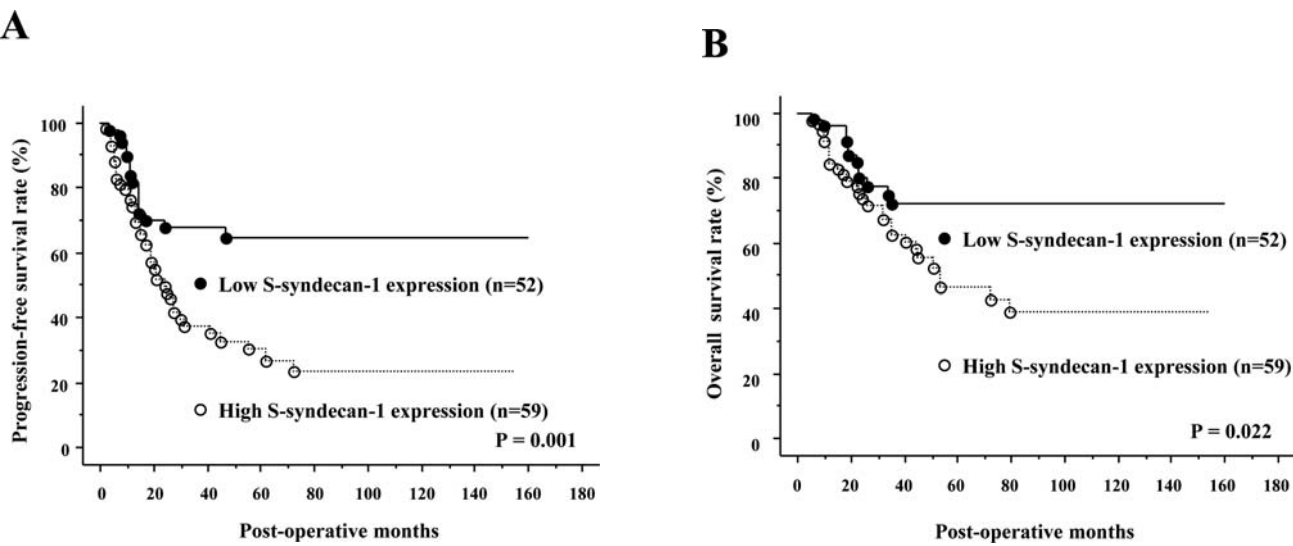 A
Progression-free survival rate (%)
100
80
60
40
20
0
Low S-syndecan-1 expression (n=52)
High S-syndecan-1 expression (n=59)
P = 0.001
0 20 40 60 80 100 120 140 160 180
Post-operative months
B
Overall survival rate (%)
100
80
60
40
20
0
Low S-syndecan-1 expression (n=52)
High S-syndecan-1 expression (n=59)
P = 0.022
0 20 40 60 80 100 120 140 160 180
Post-operative months